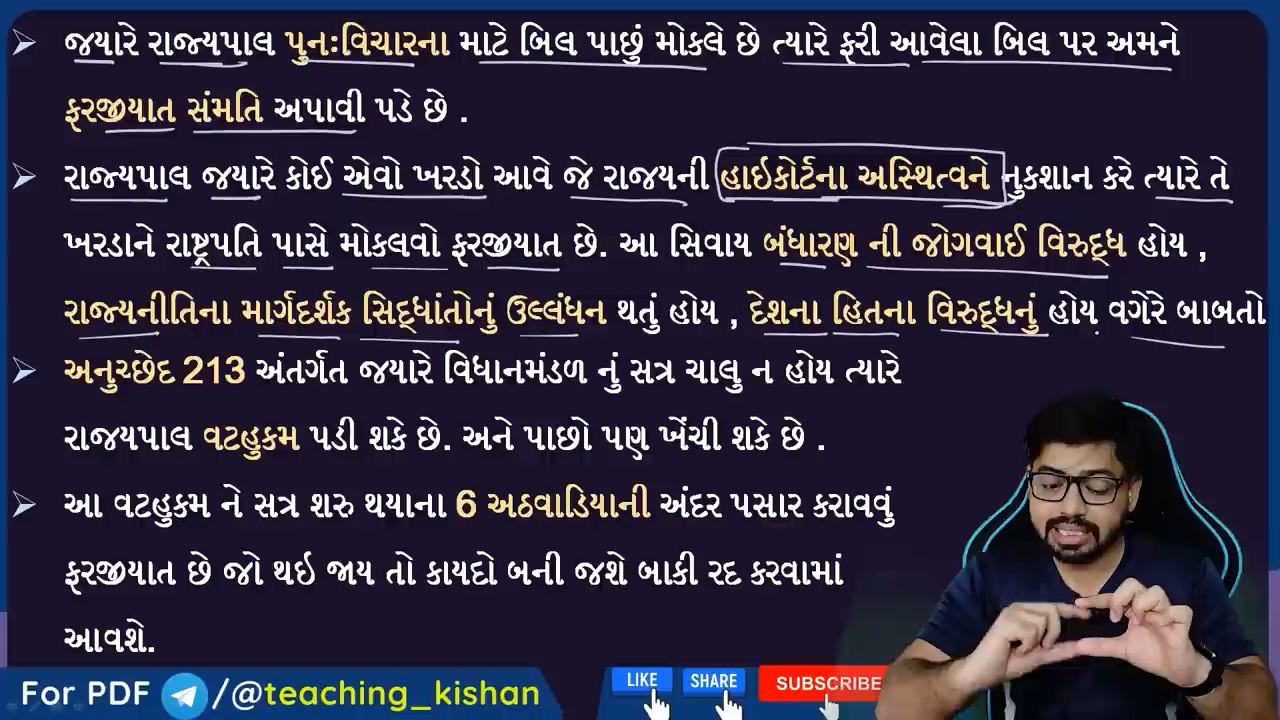 ➢ જયારે રાજ્યપાલ પુનઃવિચારના માટે બિલ પાછું મોકલે છે ત્યારે ફરી આવેલા બિલ પર અમને
ફરજીયાત સંમતિ અપાવી પડે છે .
➢ રાજ્યપાલ જયારે કોઈ એવો ખરડો આવે જે રાજયની હાઇકોર્ટના અસ્થિત્વને નુકશાન કરે ત્યારે તે
ખરડાને રાષ્ટ્રપતિ પાસે મોકલવો ફરજીયાત છે. આ સિવાય બંધારણ ની જોગવાઈ વિરુદ્ધ હોય ,
રાજ્યનીતિના માર્ગદર્શક સિદ્ધાંતોનું ઉલ્લંધન થતું હોય , દેશના હિતના વિરુદ્ધનું હોય વગેરે બાબતો
➢ અનુચ્છેદ 213 અંતર્ગત જયારે વિધાનમંડળ નું સત્ર ચાલુ ન હોય ત્યારે
રાજયપાલ વટહુકમ પડી શકે છે. અને પાછો પણ ખેંચી શકે છે .
➢ આ વટહુકમ ને સત્ર શરુ થયાના 6 અઠવાડિયાની અંદર પસાર કરાવવું
ફરજીયાત છે જો થઇ જાય તો કાયદો બની જશે બાકી રદ કરવામાં
આવશે.
For PDF /@teaching_kishan LIKE SHARE SUBSCRIBE